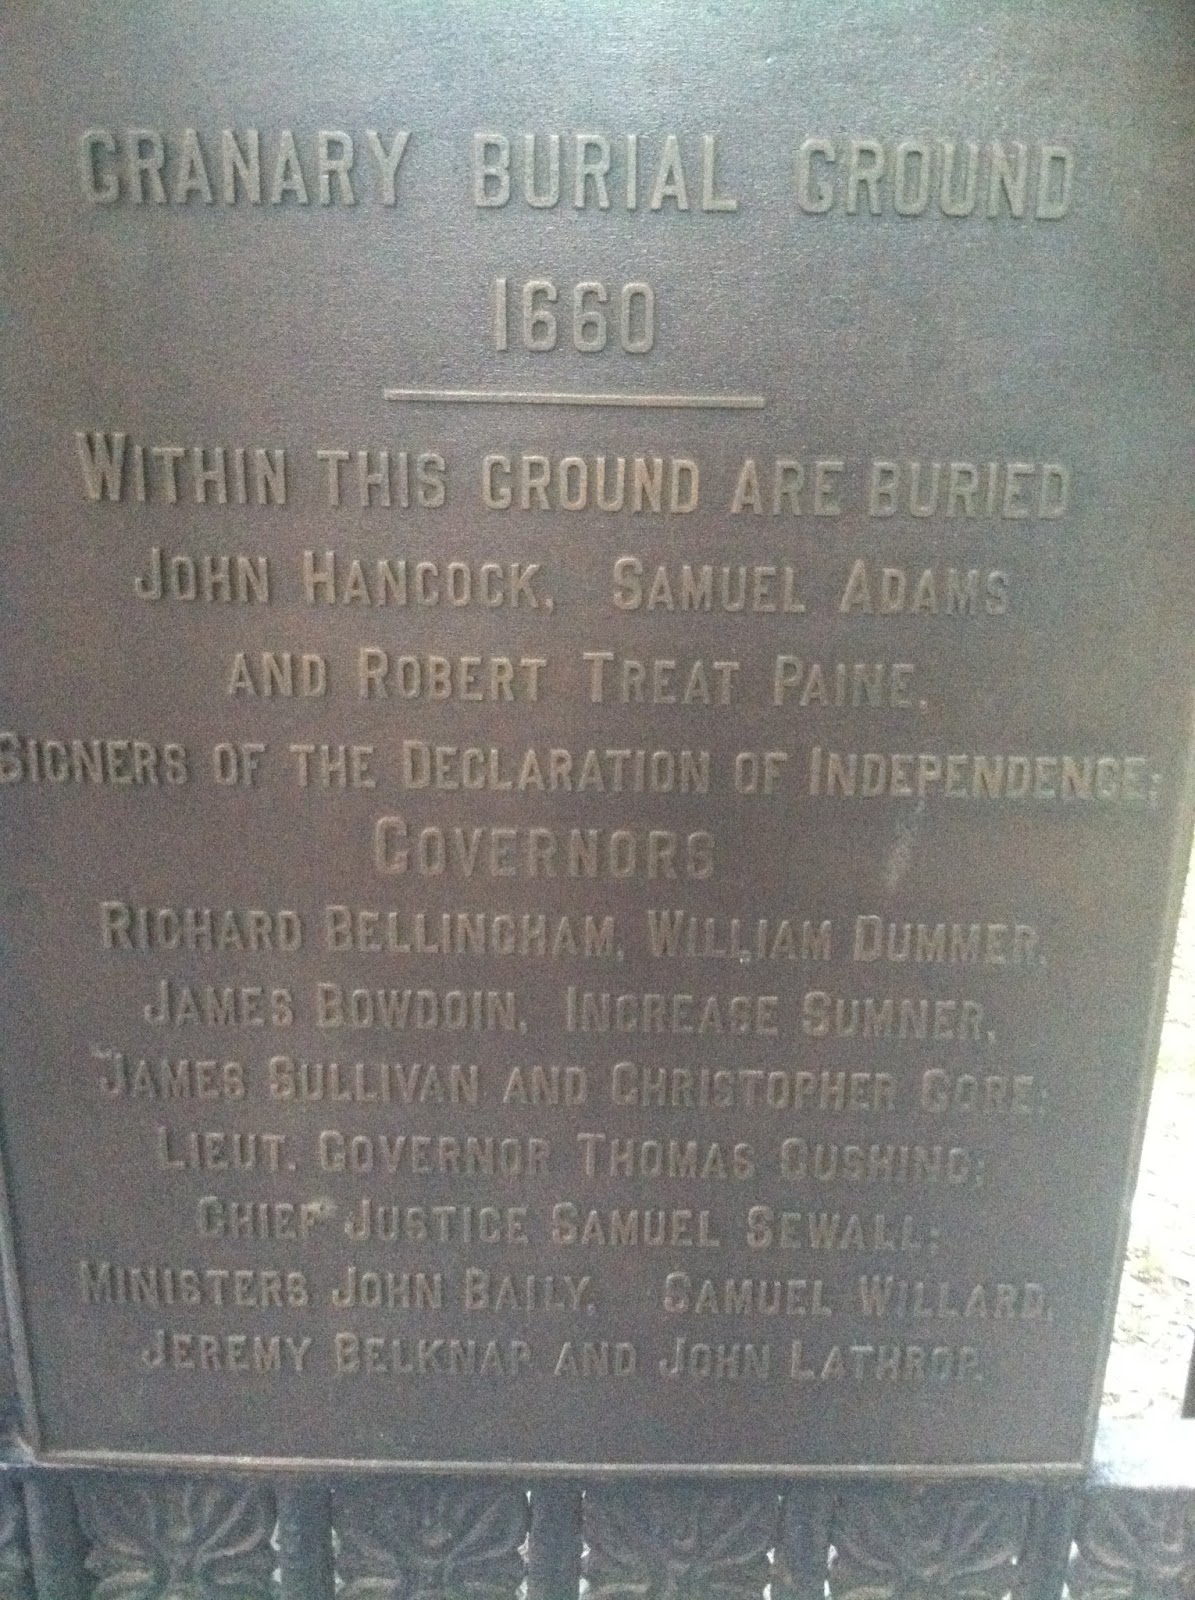 GRANARY BURIAL GROUND
1660
WITHIN THIS GROUND ARE BURIED
JOHN HANCOCK, SAMUEL ADAMS
AND ROBERT TREAT PAINE,
SIGNERS OF THE DECLARATION OF INDEPENDENCE;
GOVERNORS
RICHARD BELLINGHAM, WILLIAM DUMMER,
JAMES BOWDOIN, INCREASE SUMNER,
JAMES SULLIVAN AND CHRISTOPHER GORE;
LIEUT. GOVERNOR THOMAS CUSHING;
CHIEF JUSTICE SAMUEL SEWALL;
MINISTERS JOHN BAILY, SAMUEL WILLARD,
JEREMY BELKNAP AND JOHN LATHROP.